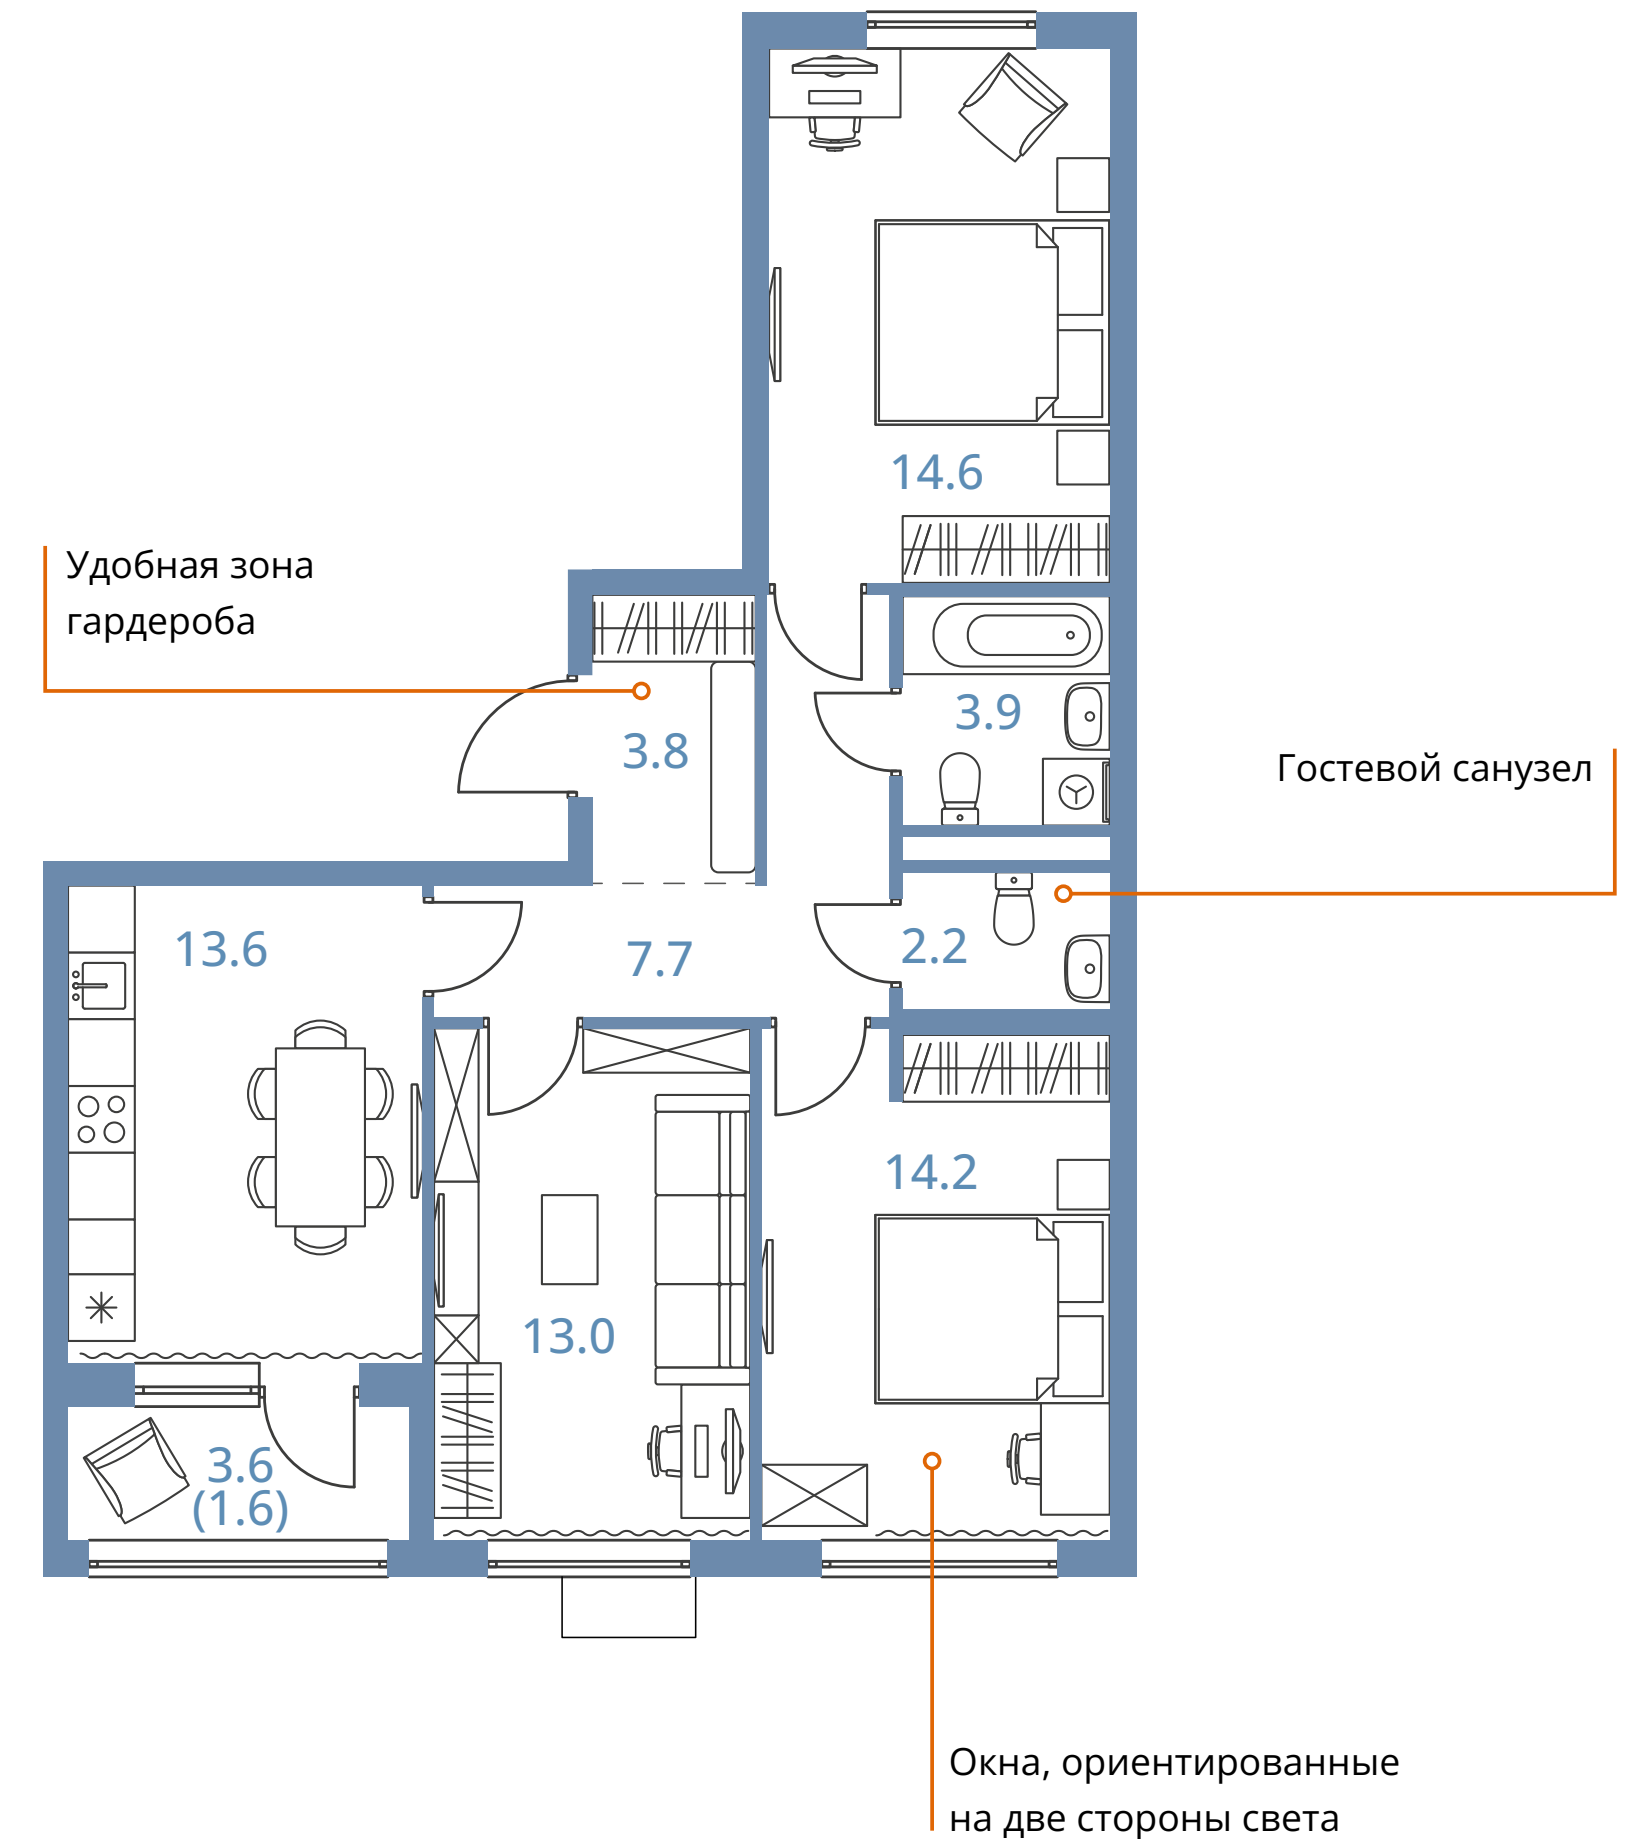 14.6
Удобная зона
гардероба
3.9
3.8
Гостевой санузел
13.6
7.7
2.2
14.2
13.0
3.6
(1.6)
Окна, ориентированные
на две стороны света